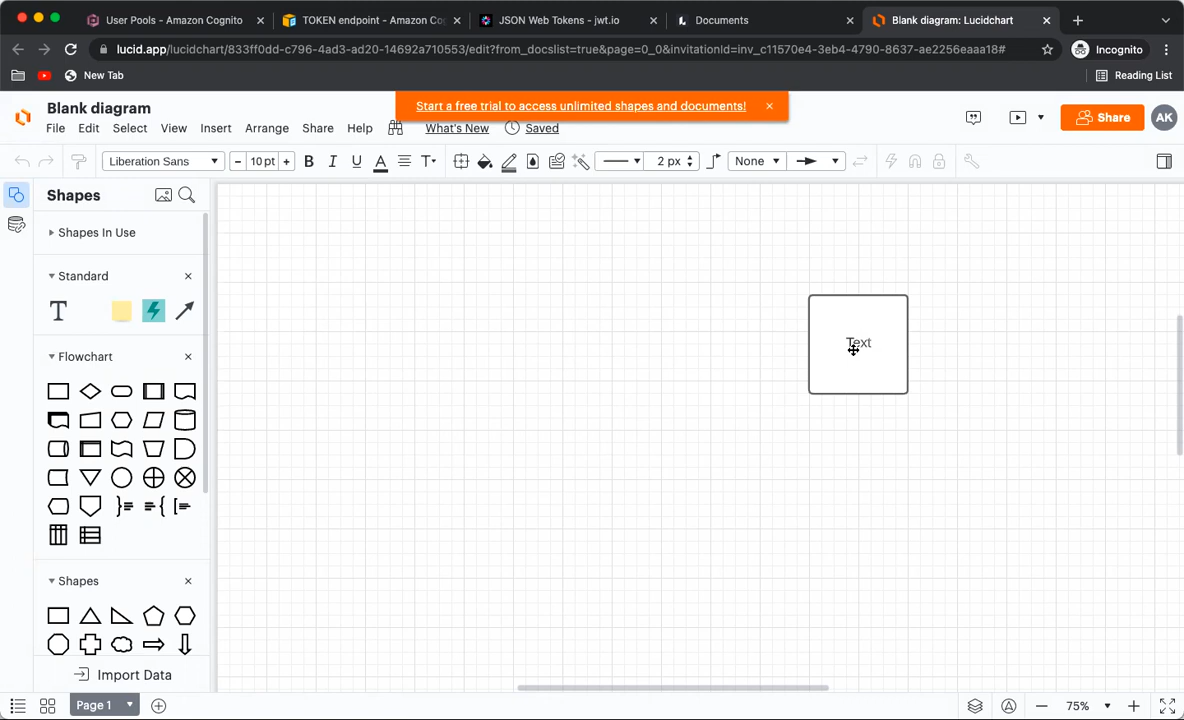 User Pools - Amazon Cognito
TOKEN endpoint - Amazon Co
JSON Web Tokens - jwt.io
Documents
Blank diagram: Lucidchart
lucid.app/lucidchart/833ff0dd-c796-4ad3-ad20-14692a710553/edit?from_docslist=true&page=0_0&invitationId=inv_c11570e4-3eb4-4790-8637-ae2256eaaa18#
Incognito
New Tab
Reading List
Blank diagram
Start a free trial to access unlimited shapes and documents!
Share
AK
File Edit Select View Insert Arrange Share Help What's New Saved
Liberation Sans
10 pt
B I U A T
2 px
None
Shapes
Shapes In Use
Standard
T
Flowchart
Shapes
Import Data
Text
Page 1
75%